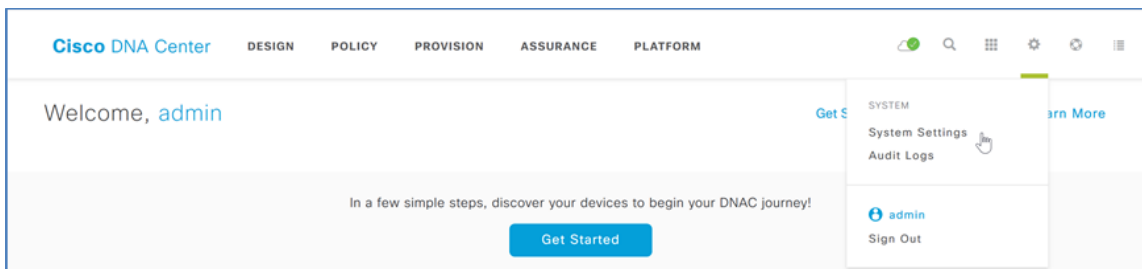 Cisco DNA Center DESIGN POLICY PROVISION ASSURANCE PLATFORM
Welcome, admin
Get S
arn More
SYSTEM
System Settings
Audit Logs
In a few simple steps, discover your devices to begin your DNAC journey!
Get Started
admin
Sign Out